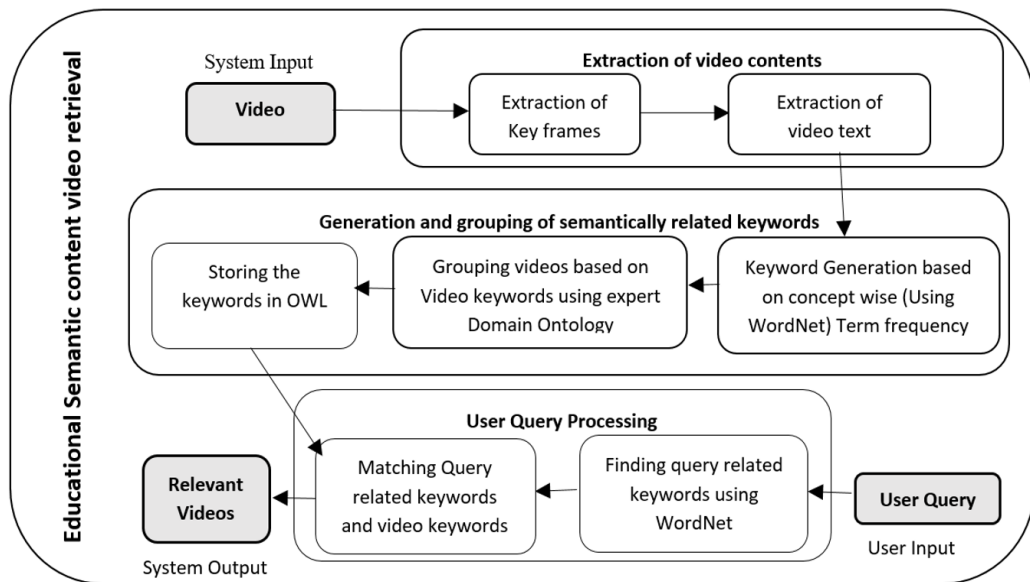 Educational Semantic content video retrieval
System Input
Video
Extraction of video contents
Extraction of
Key frames
Extraction of
video text
Generation and grouping of semantically related keywords
Storing the
keywords in OWL
Grouping videos based on
Video keywords using expert
Domain Ontology
Keyword Generation based
on concept wise (Using
WordNet) Term frequency
User Query Processing
Relevant
Videos
System Output
Matching Query
related keywords
and video keywords
Finding query related
keywords using
WordNet
User Query
User Input